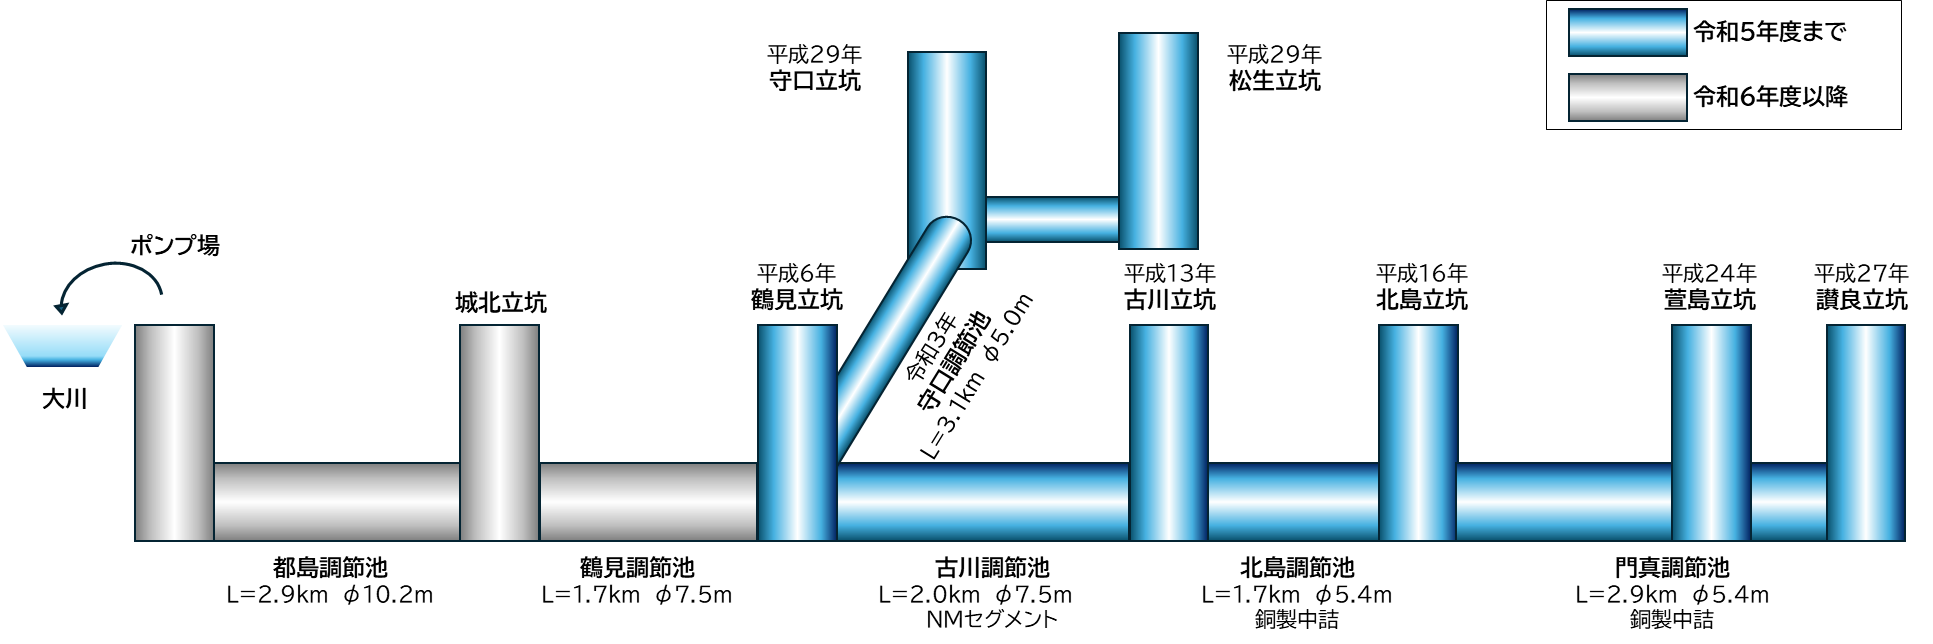 令和5年度まで
令和6年度以降
平成29年
守口立坑
平成29年
松生立坑
ポンプ場
大川
城北立坑
平成6年
鶴見立坑
令和3年
守口調節池
L=3.1km φ5.0m
平成13年
古川立坑
平成16年
北島立坑
平成24年
萱島立坑
平成27年
讃良立坑
都島調節池
L=2.9km φ10.2m
鶴見調節池
L=1.7km φ7.5m
古川調節池
L=2.0km φ7.5m
NMセグメント
北島調節池
L=1.7km φ5.4m
銅製中詰
門真調節池
L=2.9km φ5.4m
銅製中詰